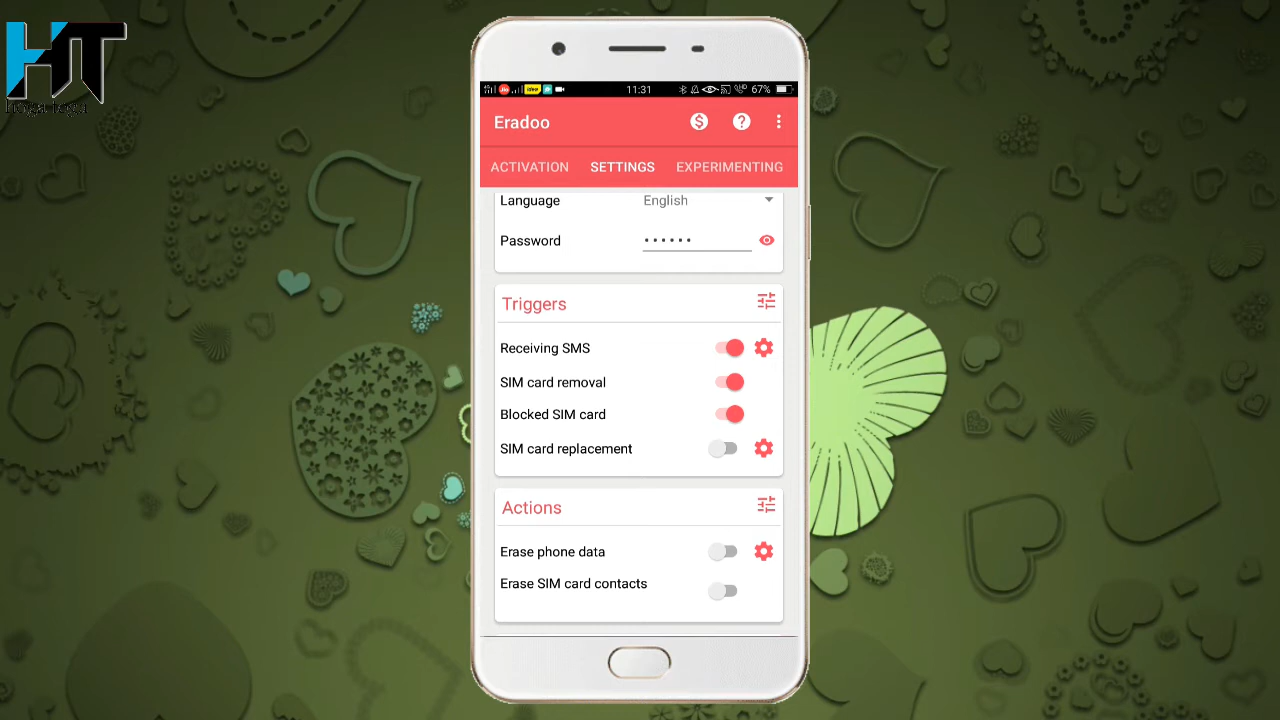 HT
11:31
67%
Eradoo
ACTIVATION SETTINGS EXPERIMENTING
Language English
Password ••••••
Triggers
Receiving SMS
SIM card removal
Blocked SIM card
SIM card replacement
Actions
Erase phone data
Erase SIM card contacts